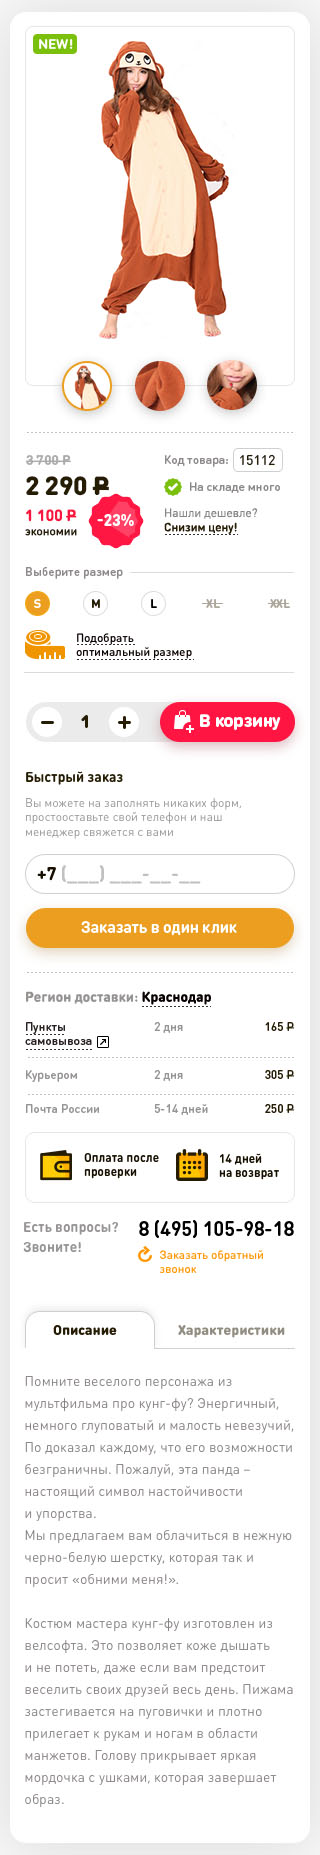 NEW!
3 700 ₽
2 290 ₽
1 100 ₽
экономии
-23%
Код товара: 15112
На складе много
Нашли дешевле?
Снизим цену!
Выберите размер
S M L XL XXL
Подобрать
оптимальный размер
1
В корзину
Быстрый заказ
Вы можете на заполнять никаких форм,
простооставьте свой телефон и наш
менеджер свяжется с вами
+7 (___) ___-__-__
Заказать в один клик
Регион доставки: Краснодар
Пункты
самовывоза
2 дня
165 ₽
Курьером 2 дня 305 ₽
Почта России 5-14 дней 250 ₽
Оплата после
проверки
14 дней
на возврат
Есть вопросы?
Звоните!
8 (495) 105-98-18
Заказать обратный
звонок
Описание Характеристики
Помните веселого персонажа из
мультфильма про кунг-фу? Энергичный,
немного глуповатый и малость невезучий,
По доказал каждому, что его возможности
безграничны. Пожалуй, эта панда –
настоящий символ настойчивости
и упорства.
Мы предлагаем вам облачиться в нежную
черно-белую шерстку, которая так и
просит «обними меня!».
Костюм мастера кунг-фу изготовлен из
велсофта. Это позволяет коже дышать
и не потеть, даже если вам предстоит
веселить своих друзей весь день. Пижама
застегивается на пуговички и плотно
прилегает к рукам и ногам в области
манжетов. Голову прикрывает яркая
мордочка с ушками, которая завершает
образ.